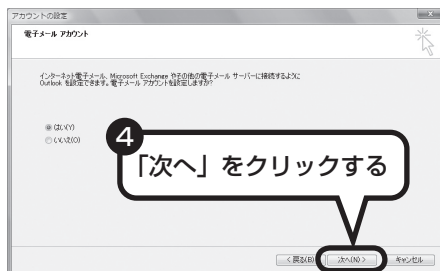 アカウントの設定
電子メール アカウント
インターネット電子メール、Microsoft Exchange やその他の電子メール サーバーに接続するように
Outlook を設定できます。電子メール アカウントを設定しますか?
はい(Y)
いいえ(O)
4
「次へ」をクリックする
< 戻る(B)
次へ(N) >
キャンセル